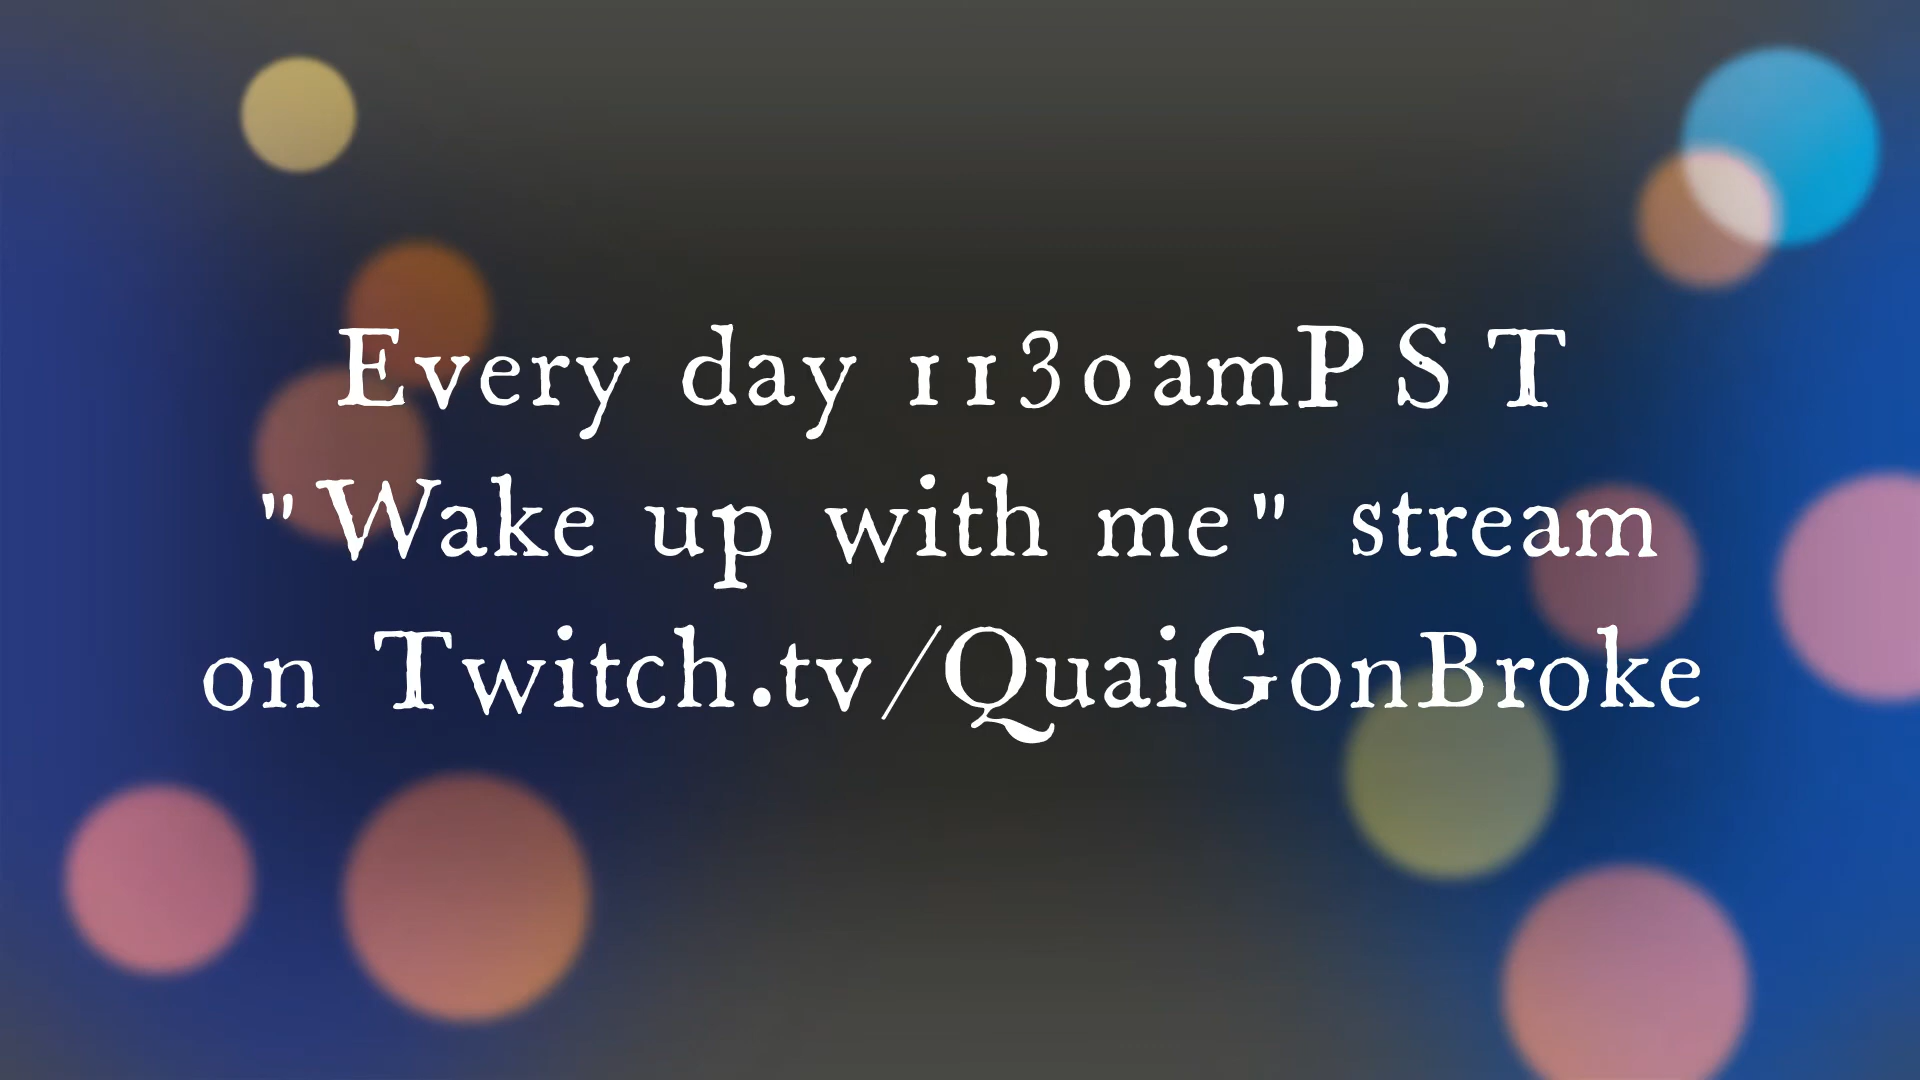 Every day 1130amPST
"Wake up with me" stream
on Twitch.tv/QuaiGonBroke